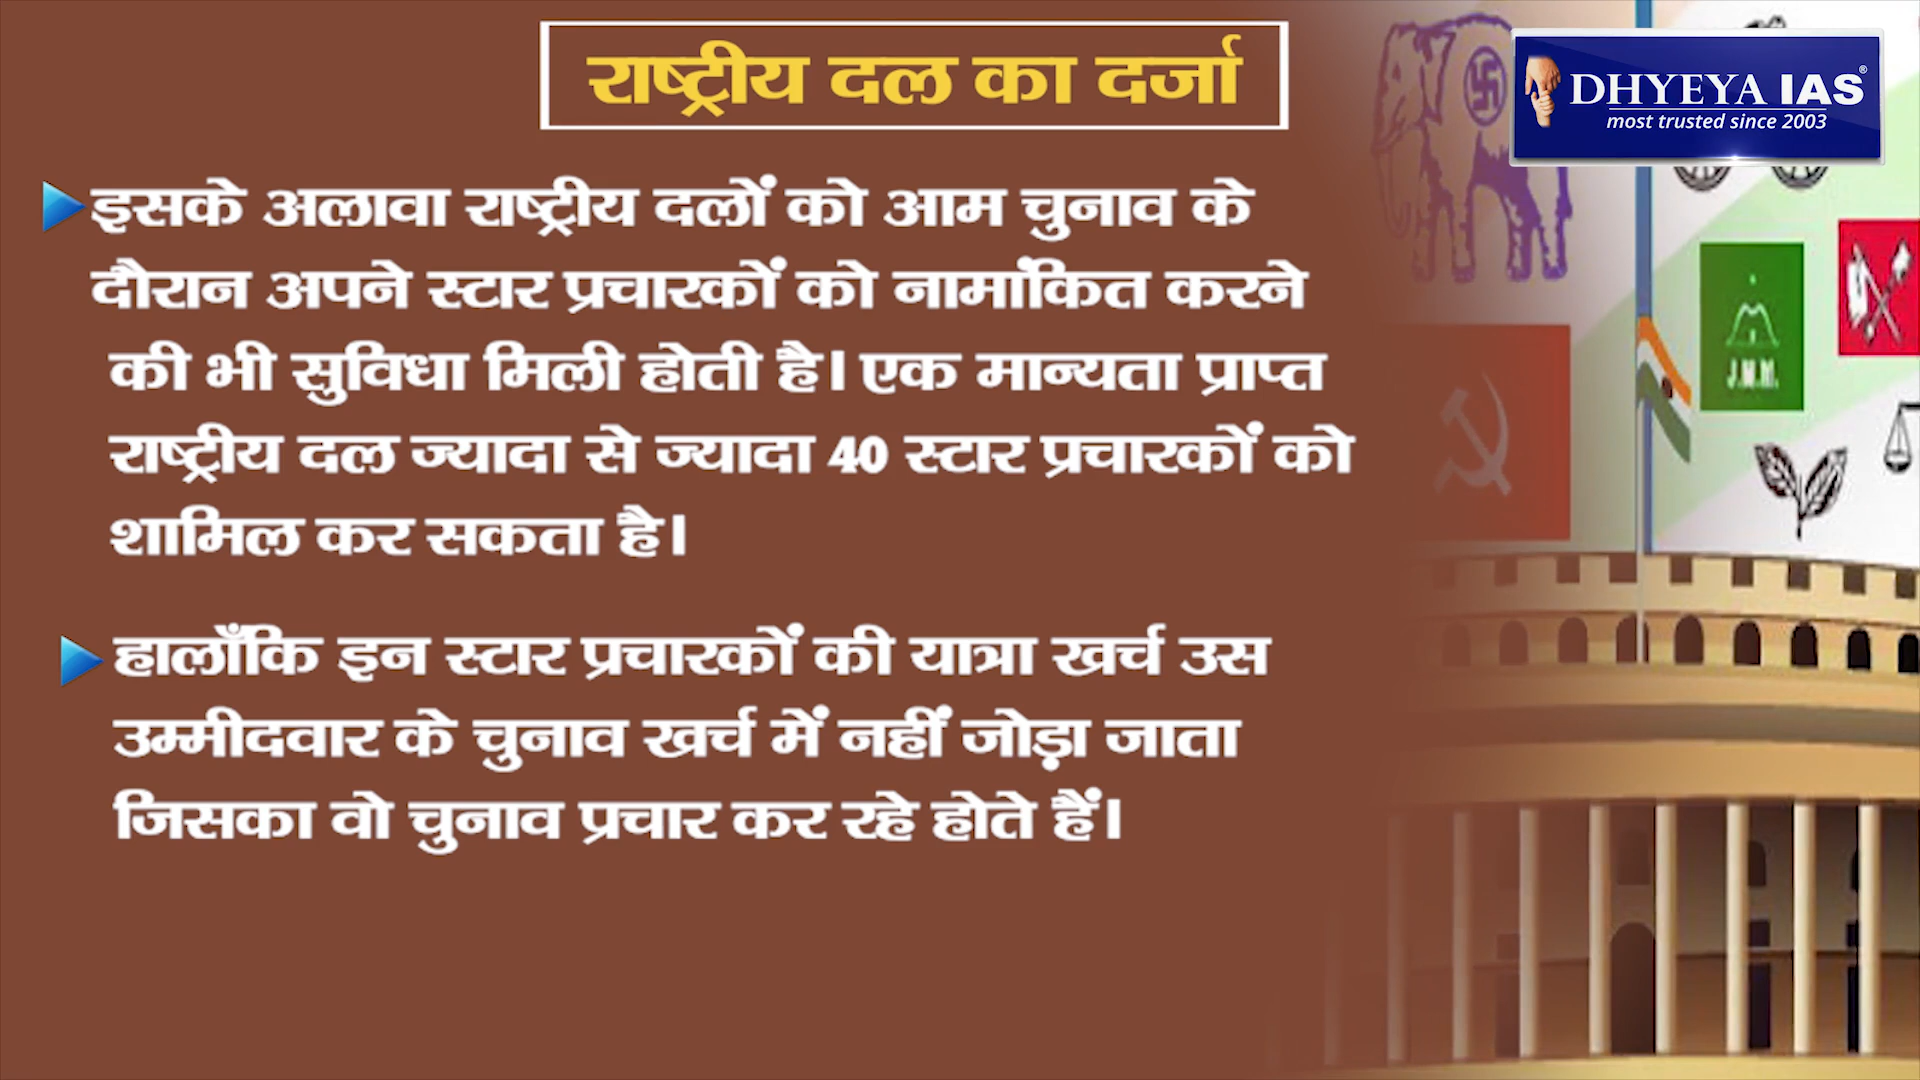 राष्ट्रीय दल का दर्जा
DHYEYA IAS®
most trusted since 2003
इसके अलावा राष्ट्रीय दलों को आम चुनाव के
दौरान अपने स्टार प्रचारकों को नामांकित करने
की भी सुविधा मिली होती है। एक मान्यता प्राप्त
राष्ट्रीय दल ज्यादा से ज्यादा 40 स्टार प्रचारकों को
शामिल कर सकता है।
हालाँकि इन स्टार प्रचारकों की यात्रा खर्च उस
उम्मीदवार के चुनाव खर्च में नहीं जोड़ा जाता
जिसका वो चुनाव प्रचार कर रहे होते हैं।
J.M.M.